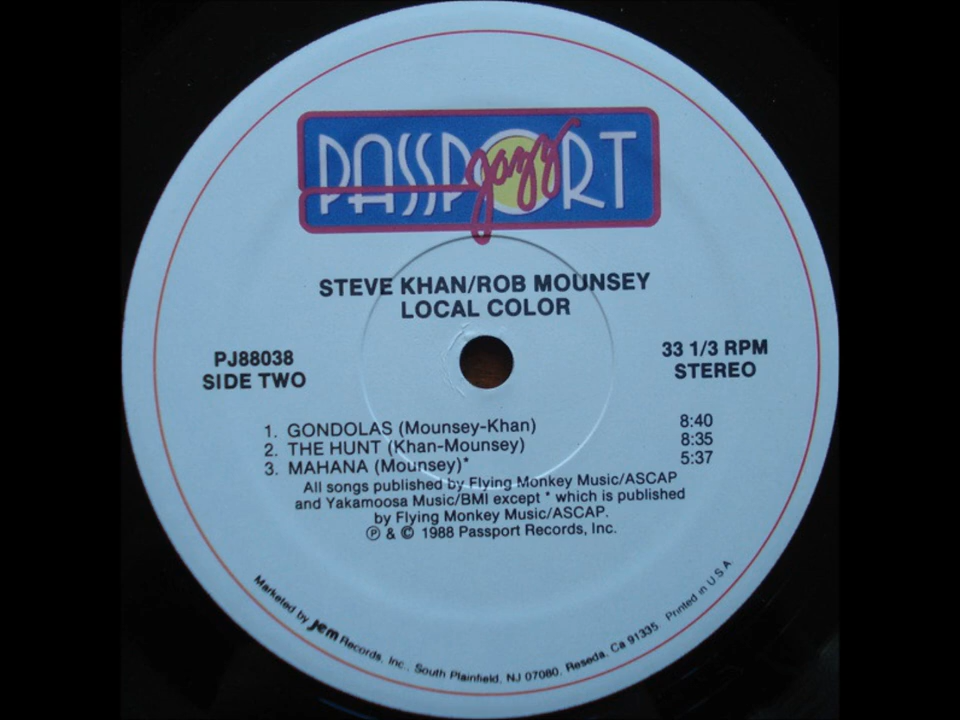 PASSPORT
jazz
STEVE KHAN/ROB MOUNSEY
LOCAL COLOR
PJ88038
SIDE TWO
33 1/3 RPM
STEREO
1. GONDOLAS (Mounsey-Khan) 8:40
2. THE HUNT (Khan-Mounsey) 8:35
3. MAHANA (Mounsey)* 5:37
All songs published by Flying Monkey Music/ASCAP
and Yakamoosa Music/BMI except * which is published
by Flying Monkey Music/ASCAP.
Ⓟ & © 1988 Passport Records, Inc.
Marketed by jem Records, Inc., South Plainfield, NJ 07080, Reseda, Ca 91335 Printed in U.S.A.